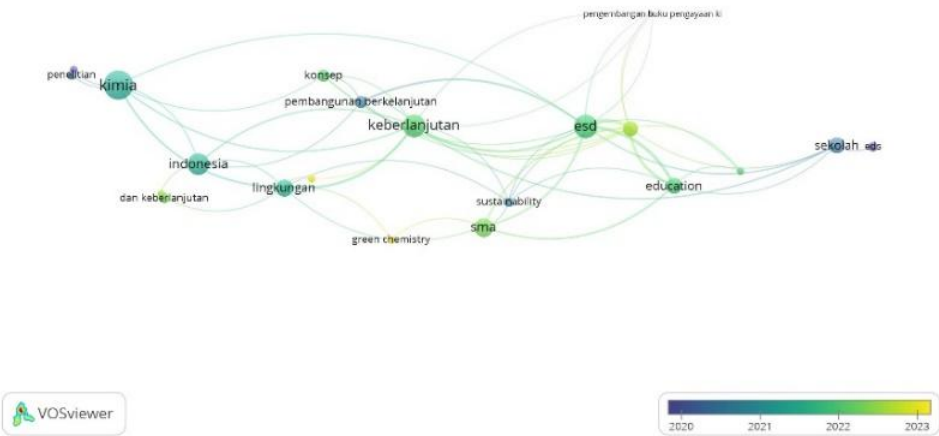 pengembangan buku pengayaan ki
penelitian
kimia
konsep
pembangunan berkelanjutan
keberlanjutan
esd
sekolah
eds
indonesia
lingkungan
education
dan keberlanjutan
sustainability
sma
green chemistry
VOSviewer
2020
2021
2022
2023